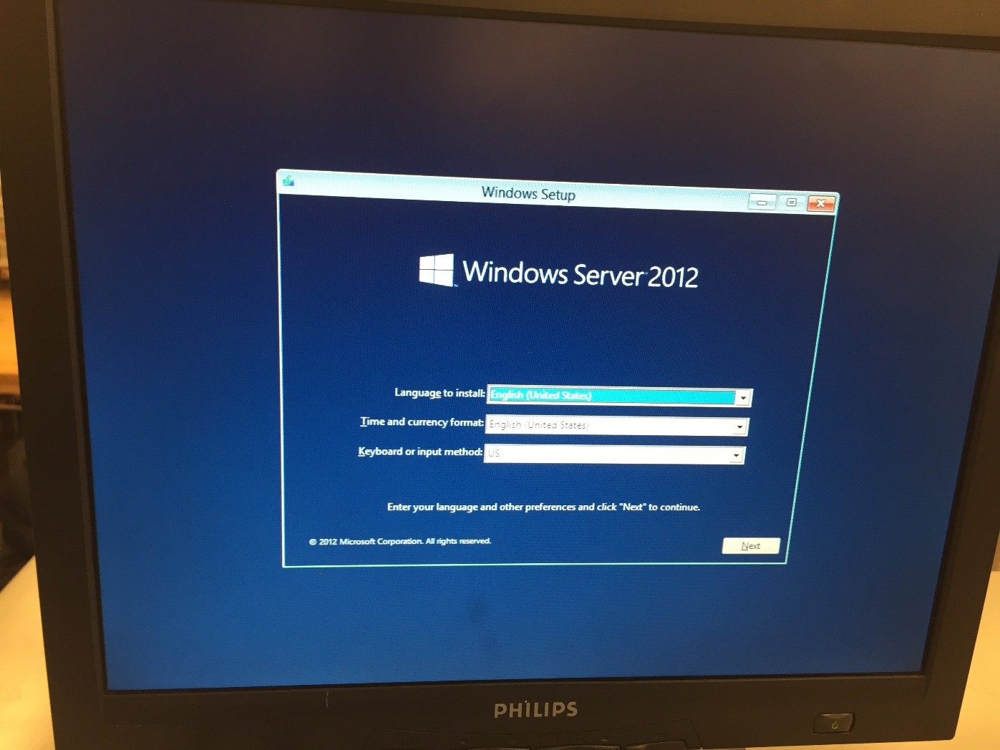 Windows Setup
Windows Server 2012
Language to install: English (United States)
Time and currency format: English (United States)
Keyboard or input method: US
Enter your language and other preferences and click "Next" to continue.
© 2012 Microsoft Corporation. All rights reserved.
Next
PHILIPS